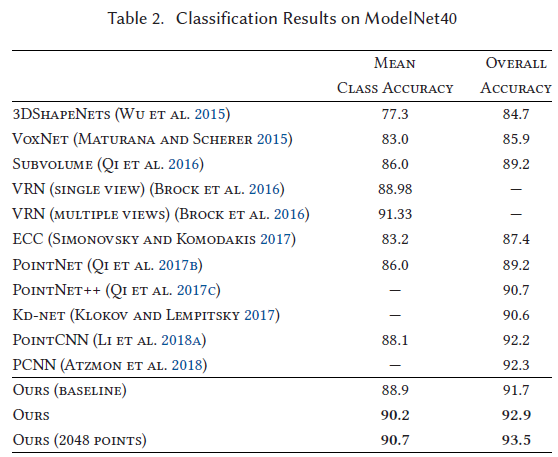 Table 2. Classification Results on ModelNet40
Mean Overall
Class Accuracy Accuracy
3DShapeNets (Wu et al. 2015) 77.3 84.7
VoxNet (Maturana and Scherer 2015) 83.0 85.9
Subvolume (Qi et al. 2016) 86.0 89.2
VRN (single view) (Brock et al. 2016) 88.98 —
VRN (multiple views) (Brock et al. 2016) 91.33 —
ECC (Simonovsky and Komodakis 2017) 83.2 87.4
PointNet (Qi et al. 2017b) 86.0 89.2
PointNet++ (Qi et al. 2017c) — 90.7
Kd-net (Klokov and Lempitsky 2017) — 90.6
PointCNN (Li et al. 2018a) 88.1 92.2
PCNN (Atzmon et al. 2018) — 92.3
Ours (baseline) 88.9 91.7
Ours 90.2 92.9
Ours (2048 points) 90.7 93.5